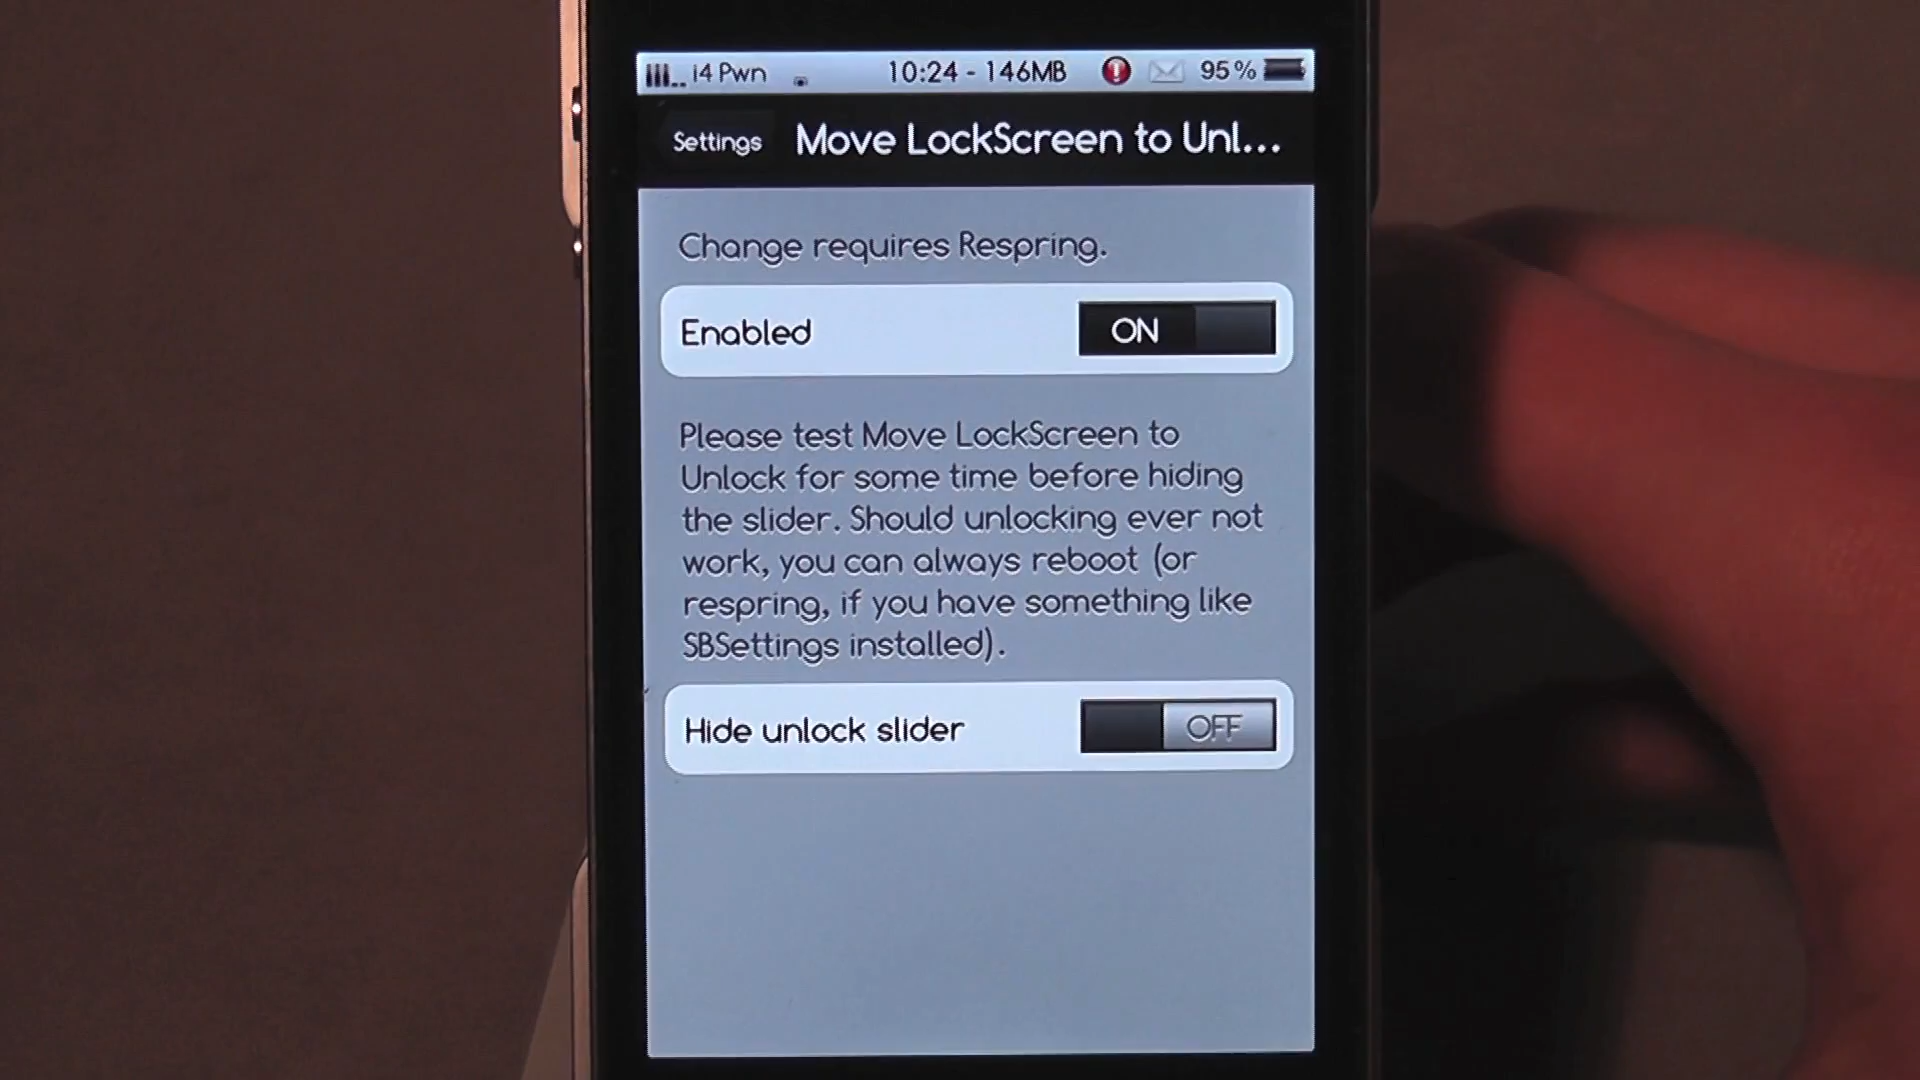 i4 Pwn 10:24 - 146MB 95%
Settings Move LockScreen to Unl...
Change requires Respring.
Enabled ON
Please test Move LockScreen to
Unlock for some time before hiding
the slider. Should unlocking ever not
work, you can always reboot (or
respring, if you have something like
SBSettings installed).
Hide unlock slider OFF